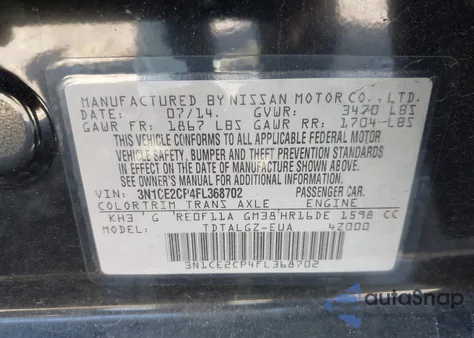 MANUFACTURED BY NISSAN MOTOR CO., LTD.
DATE: 07/14. GVWR: 3470 LBS
GAWR FR: 1867 LBS GAWR RR: 1704 LBS
THIS VEHICLE CONFORMS TO ALL APPLICABLE FEDERAL MOTOR
VEHICLE SAFETY, BUMPER AND THEFT PREVENTION STANDARDS
IN EFFECT ON THE DATE OF MANUFACTURE SHOWN ABOVE.
SEE OWNER'S MANUAL FOR ADDITIONAL INFORMATION.
VIN: 3N1CE2CP4FL368702 PASSENGER CAR.
COLOR TRIM TRANS AXLE ENGINE
KH3 G RE0F11A GM38 HR16DE 1598 CC
MODEL TDTALGZ-EUA 4Z000
3N1CE2CP4FL368702
autoSnap